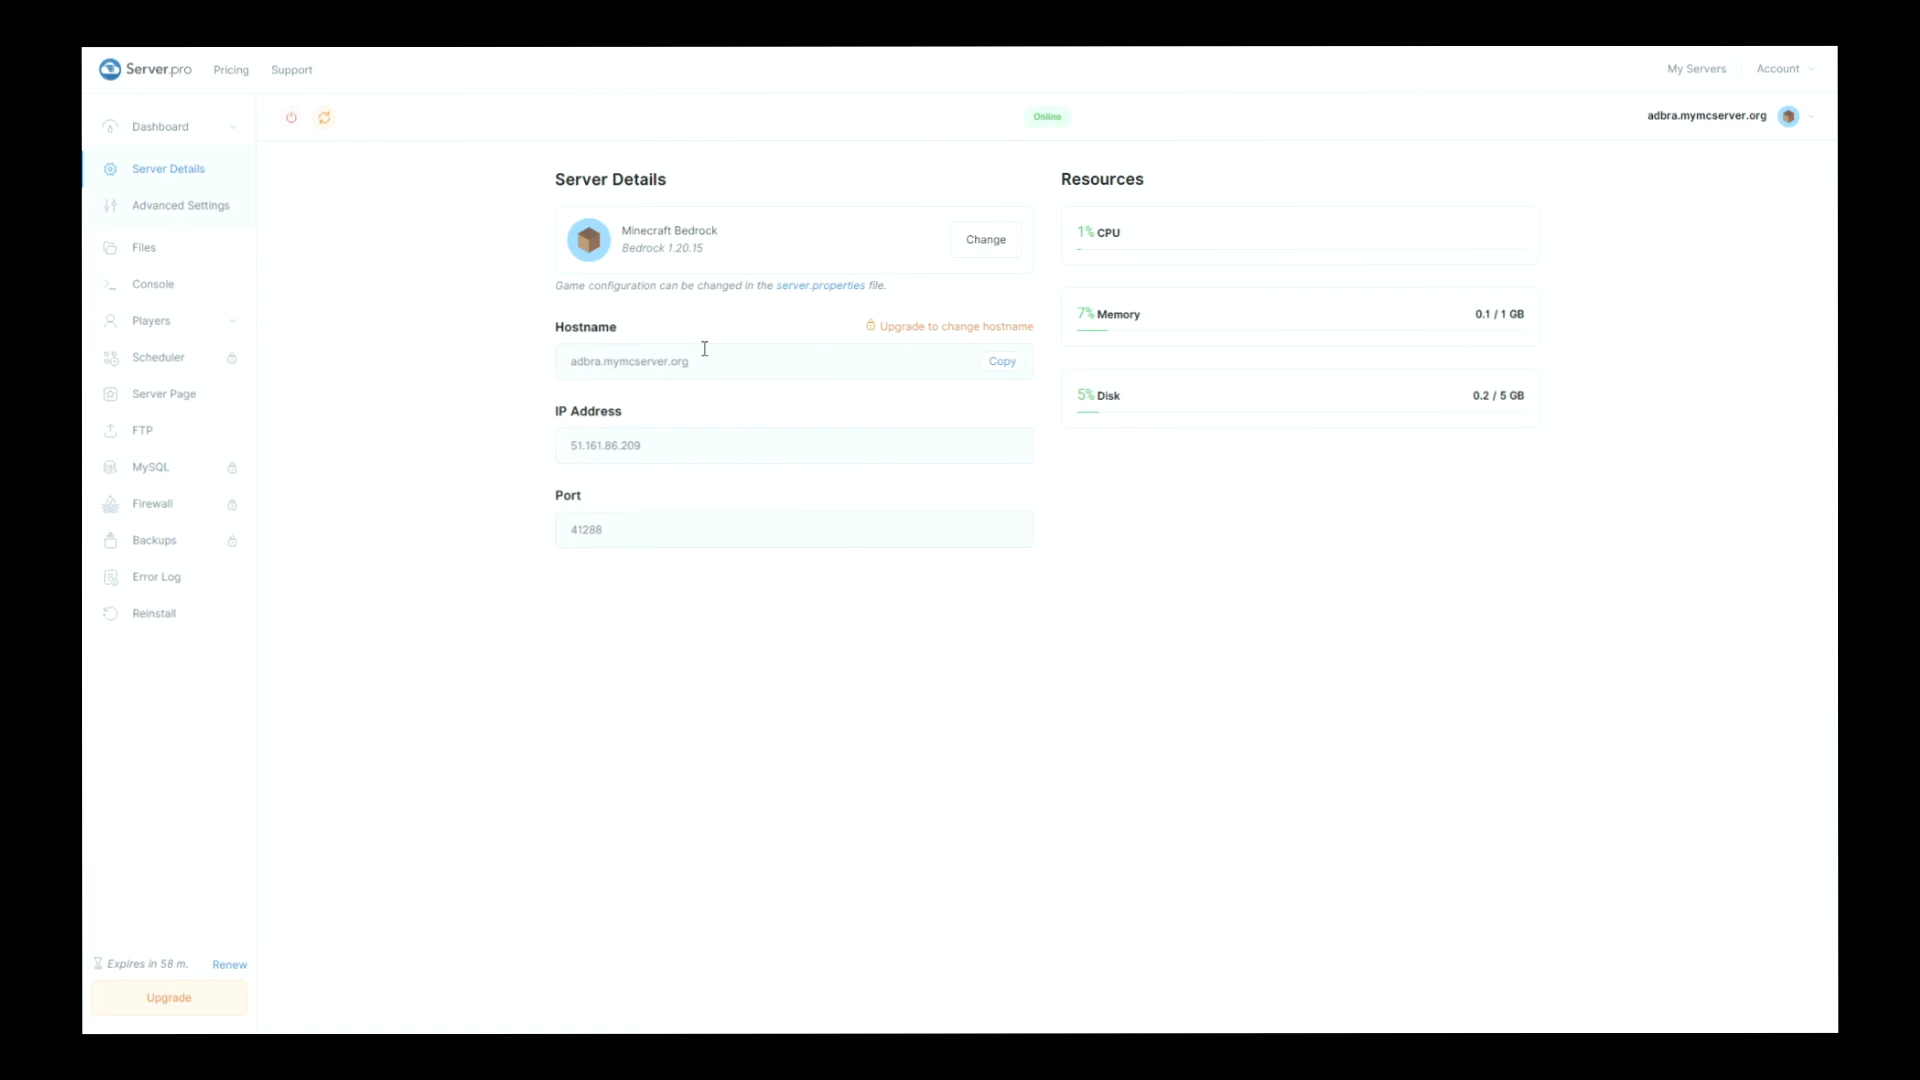 Server.pro Pricing Support My Servers Account
Dashboard
Online
adbra.mymcserver.org
Server Details
Advanced Settings
Files
Console
Players
Scheduler
Server Page
FTP
MySQL
Firewall
Backups
Error Log
Reinstall
Expires in 58 m. Renew
Upgrade
Server Details
Minecraft Bedrock
Bedrock 1.20.15
Change
Game configuration can be changed in the server.properties file.
Hostname Upgrade to change hostname
adbra.mymcserver.org Copy
IP Address
51.161.86.209
Port
41288
Resources
1% CPU
7% Memory 0.1 / 1 GB
5% Disk 0.2 / 5 GB